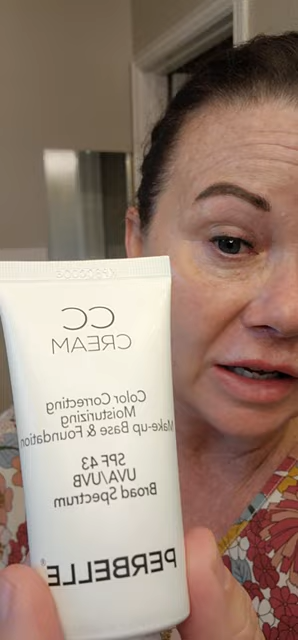 CC
CREAM
Color Correcting
Moisturizing
Make-up Base & Foundation
SPF 43
UVA/UVB
Broad Spectrum
PERBELLE®